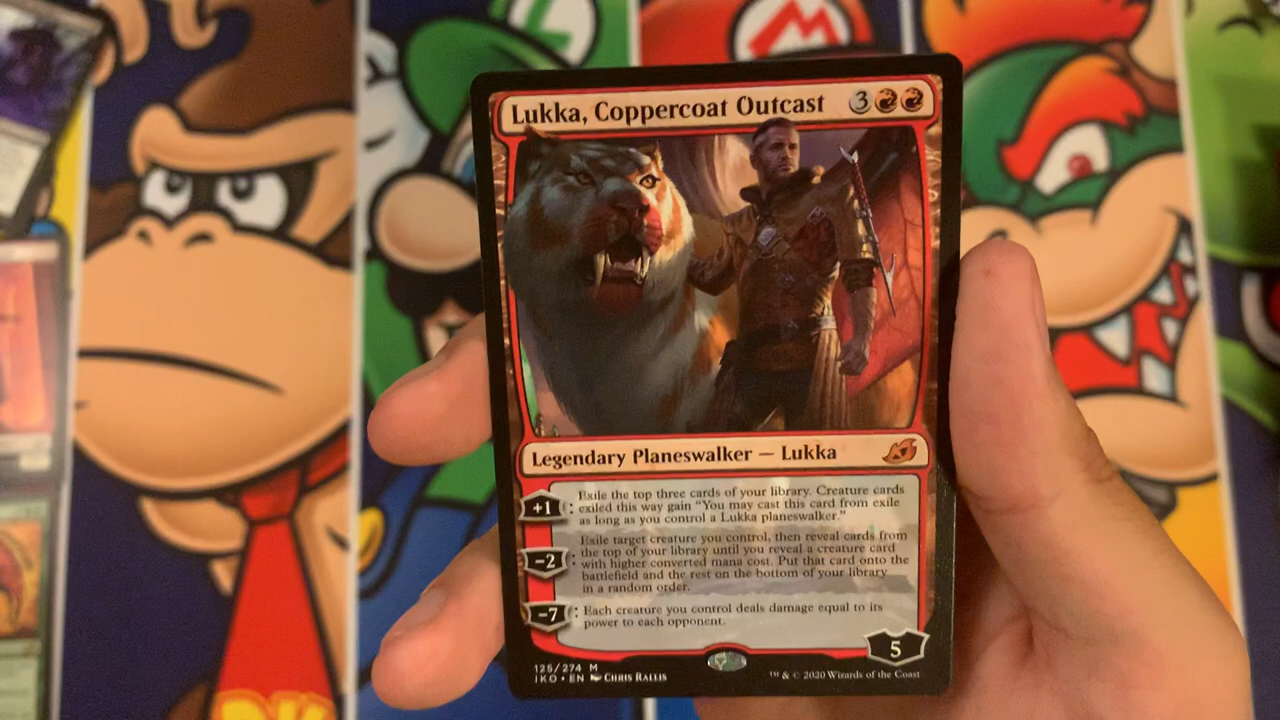 L
M
Lukka, Coppercoat Outcast 3
Legendary Planeswalker — Lukka
+1: Exile the top three cards of your library. Creature cards
exiled this way gain "You may cast this card from exile
as long as you control a Lukka planeswalker."
-2: Exile target creature you control, then reveal cards from
the top of your library until you reveal a creature card
with higher converted mana cost. Put that card onto the
battlefield and the rest on the bottom of your library
in a random order.
-7: Each creature you control deals damage equal to its
power to each opponent.
5
125/274 M
IKO • EN Chris Rallis
™ & © 2020 Wizards of the Coast
DK